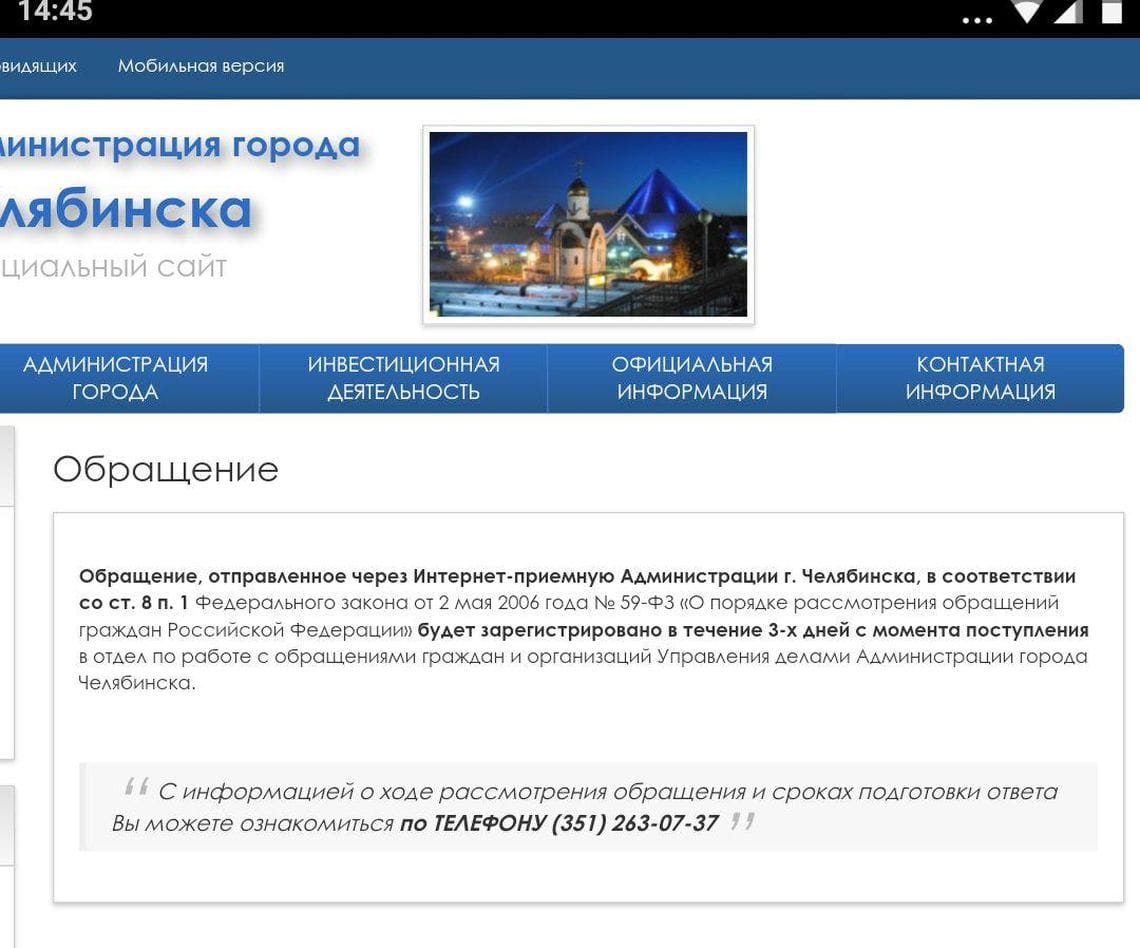 14:45
Мобильная версия
города
сайт
АДМИНИСТРАЦИЯ
ГОРОДА
ИНВЕСТИЦИОННАЯ
ДЕЯТЕЛЬНОСТЬ
ОФИЦИАЛЬНАЯ
ИНФОРМАЦИЯ
КОНТАКТНАЯ
ИНФОРМАЦИЯ
Обращение
Обращение, отправленное через Интернет-приемную Администрации г. Челябинска, в соответствии
со ст. 8 п. 1 Федерального закона от 2 мая 2006 года № 59-ФЗ «О порядке рассмотрения обращений
граждан Российской Федерации» будет зарегистрировано в течение 3-х дней с момента поступления
в отдел по работе с обращениями граждан и организаций Управления делами Администрации города
Челябинска.
“ С информацией о ходе рассмотрения обращения и сроках подготовки ответа
Вы можете ознакомиться по ТЕЛЕФОНУ (351) 263-07-37 ”